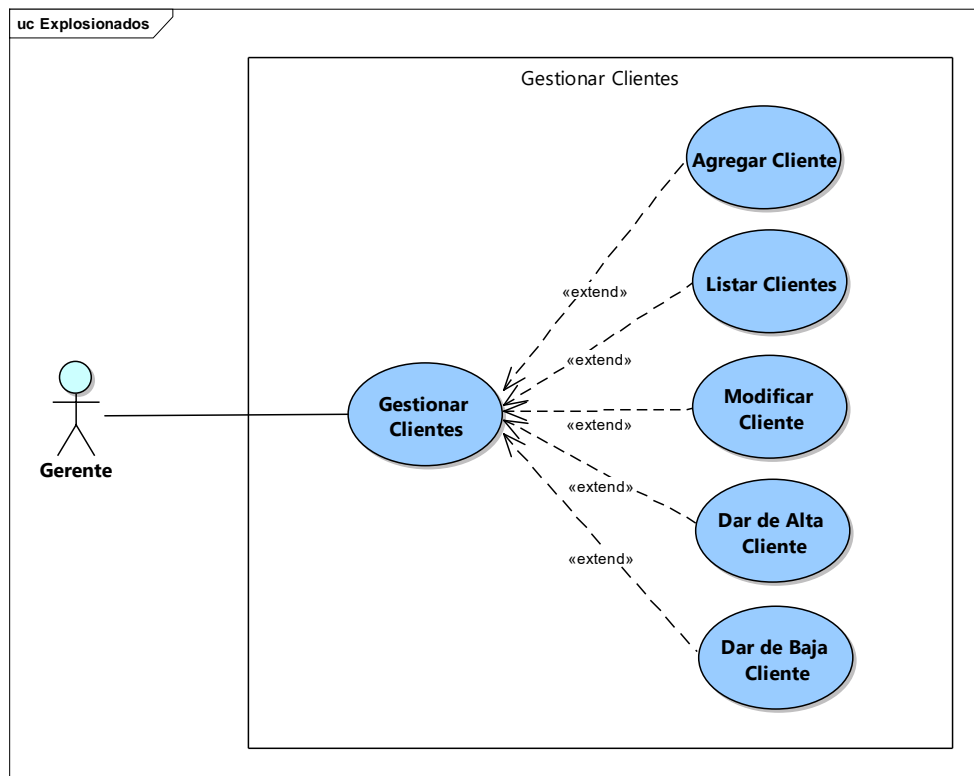 uc Explosionados
Gestionar Clientes
Agregar Cliente
«extend»
Listar Clientes
«extend»
Modificar
Cliente
«extend»
Gestionar
Clientes
Gerente
«extend»
Dar de Alta
Cliente
«extend»
Dar de Baja
Cliente